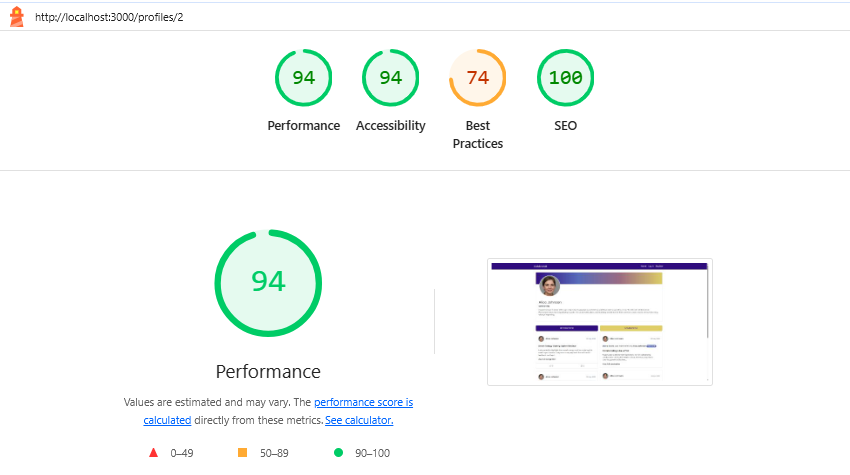 http://localhost:3000/profiles/2
94 94 74 100
Performance Accessibility Best SEO
Practices
94
Performance
Values are estimated and may vary. The performance score is
calculated directly from these metrics. See calculator.
0–49 50–89 90–100